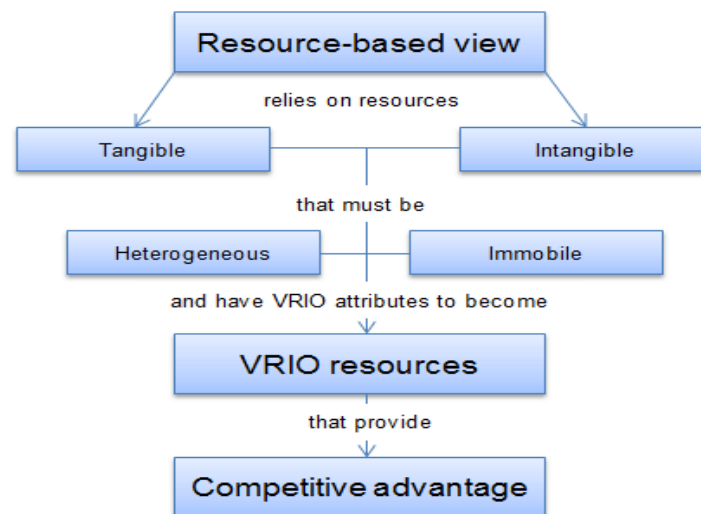 Resource-based view
relies on resources
Tangible
Intangible
that must be
Heterogeneous
Immobile
and have VRIO attributes to become
VRIO resources
that provide
Competitive advantage